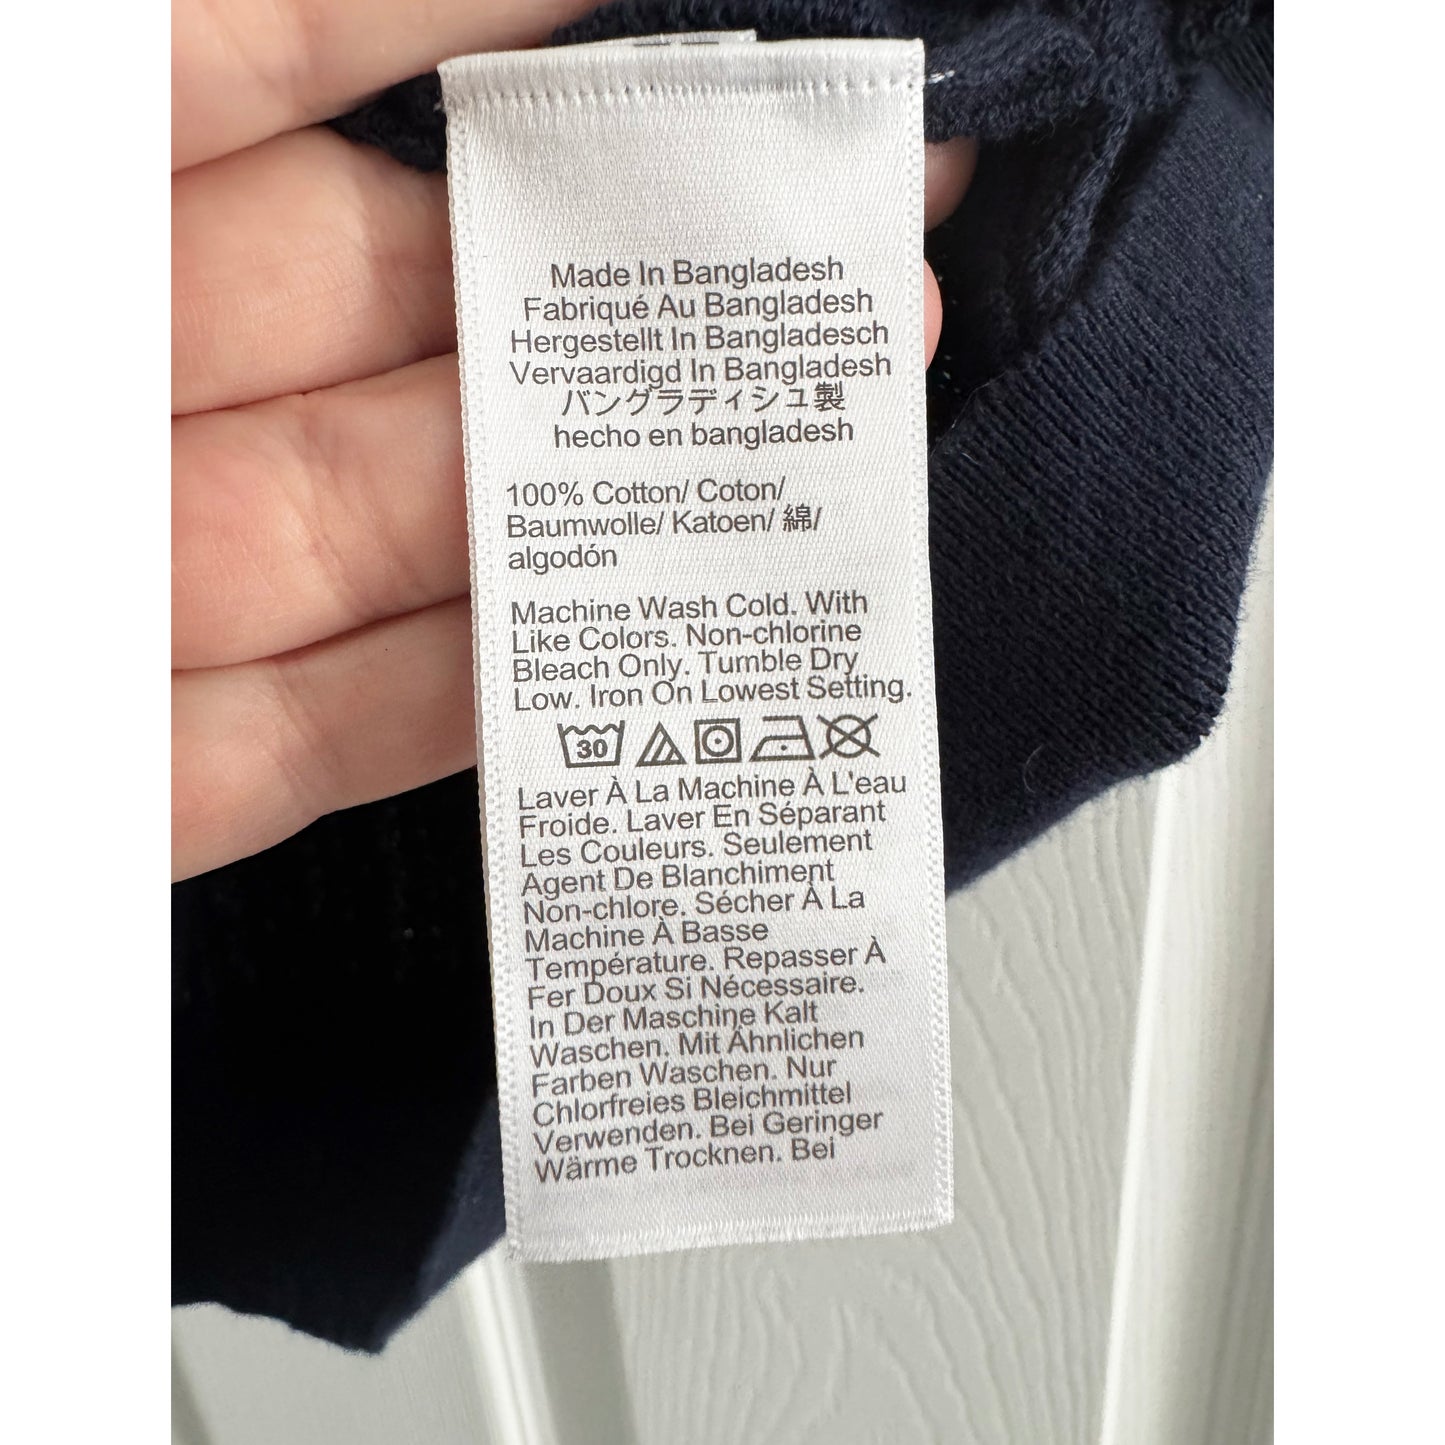 Made In Bangladesh
Fabriqué Au Bangladesh
Hergestellt In Bangladesch
Vervaardigd In Bangladesh
バングラディシュ製
hecho en bangladesh
100% Cotton/ Coton/
Baumwolle/ Katoen/ 綿/
algodón
Machine Wash Cold. With
Like Colors. Non-chlorine
Bleach Only. Tumble Dry
Low. Iron On Lowest Setting.
30
Laver À La Machine À L'eau
Froide. Laver En Séparant
Les Couleurs. Seulement
Agent De Blanchiment
Non-chlore. Sécher À La
Machine À Basse
Température. Repasser À
Fer Doux Si Nécessaire.
In Der Maschine Kalt
Waschen. Mit Ähnlichen
Farben Waschen. Nur
Chlorfreies Bleichmittel
Verwenden. Bei Geringer
Wärme Trocknen. Bei